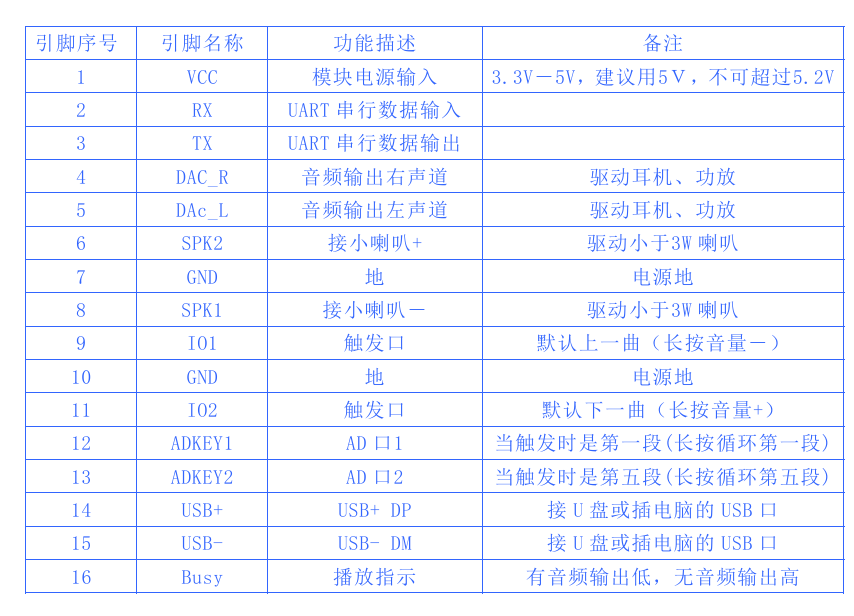 引脚序号 引脚名称 功能描述 备注
1 VCC 模块电源输入 3.3V－5V，建议用5V，不可超过5.2V
2 RX UART 串行数据输入
3 TX UART 串行数据输出
4 DAC_R 音频输出右声道 驱动耳机、功放
5 DAc_L 音频输出左声道 驱动耳机、功放
6 SPK2 接小喇叭+ 驱动小于3W 喇叭
7 GND 地 电源地
8 SPK1 接小喇叭－ 驱动小于3W 喇叭
9 IO1 触发口 默认上一曲（长按音量－）
10 GND 地 电源地
11 IO2 触发口 默认下一曲（长按音量+）
12 ADKEY1 AD 口1 当触发时是第一段(长按循环第一段)
13 ADKEY2 AD 口2 当触发时是第五段(长按循环第五段)
14 USB+ USB+ DP 接 U 盘或插电脑的 USB 口
15 USB- USB- DM 接 U 盘或插电脑的 USB 口
16 Busy 播放指示 有音频输出低，无音频输出高